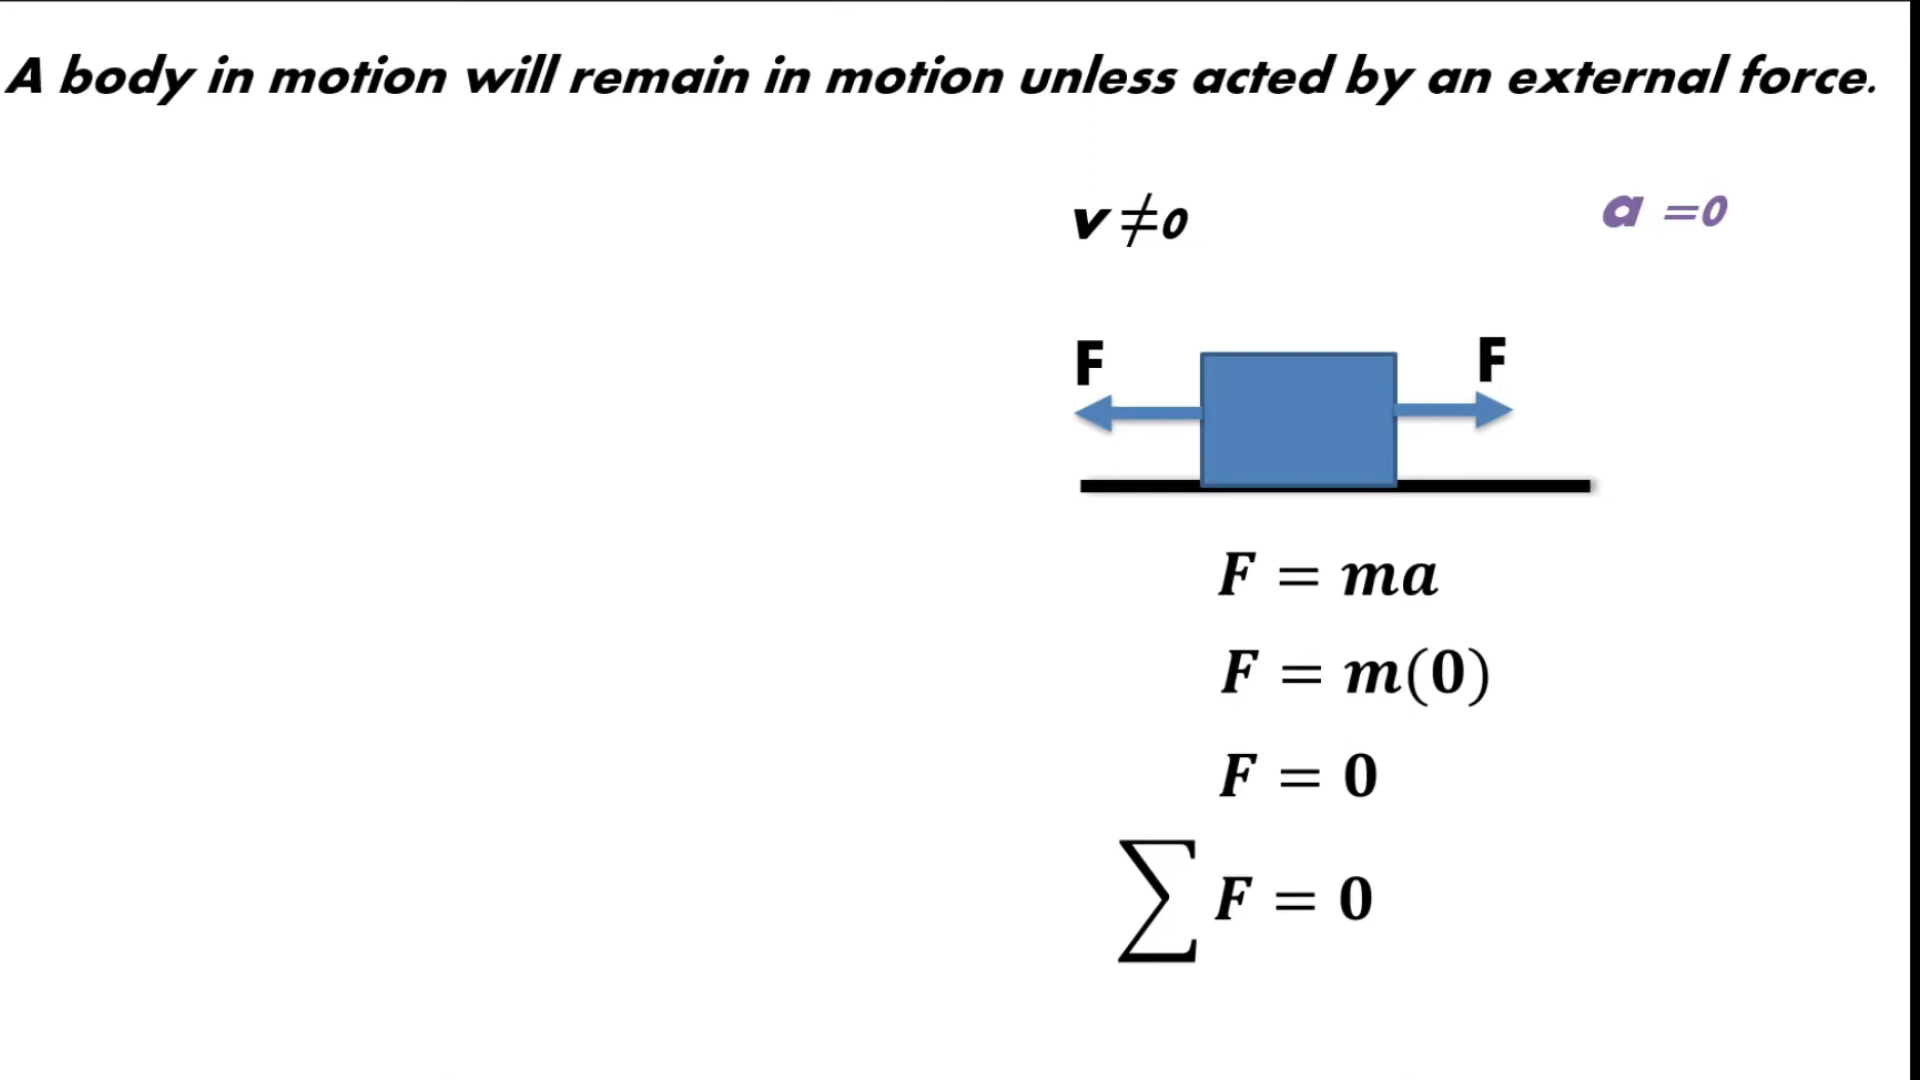 A body in motion will remain in motion unless acted by an external force.
v ≠0
a =0
F
F
F = ma
F = m(0)
F = 0
∑ F = 0